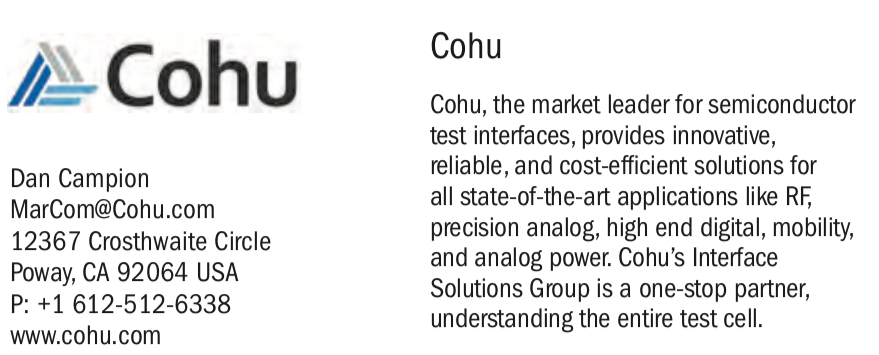 Cohu
Dan Campion
MarCom@Cohu.com
12367 Crosthwaite Circle
Poway, CA 92064 USA
P: +1 612-512-6338
www.cohu.com
Cohu
Cohu, the market leader for semiconductor
test interfaces, provides innovative,
reliable, and cost-efficient solutions for
all state-of-the-art applications like RF,
precision analog, high end digital, mobility,
and analog power. Cohu’s Interface
Solutions Group is a one-stop partner,
understanding the entire test cell.